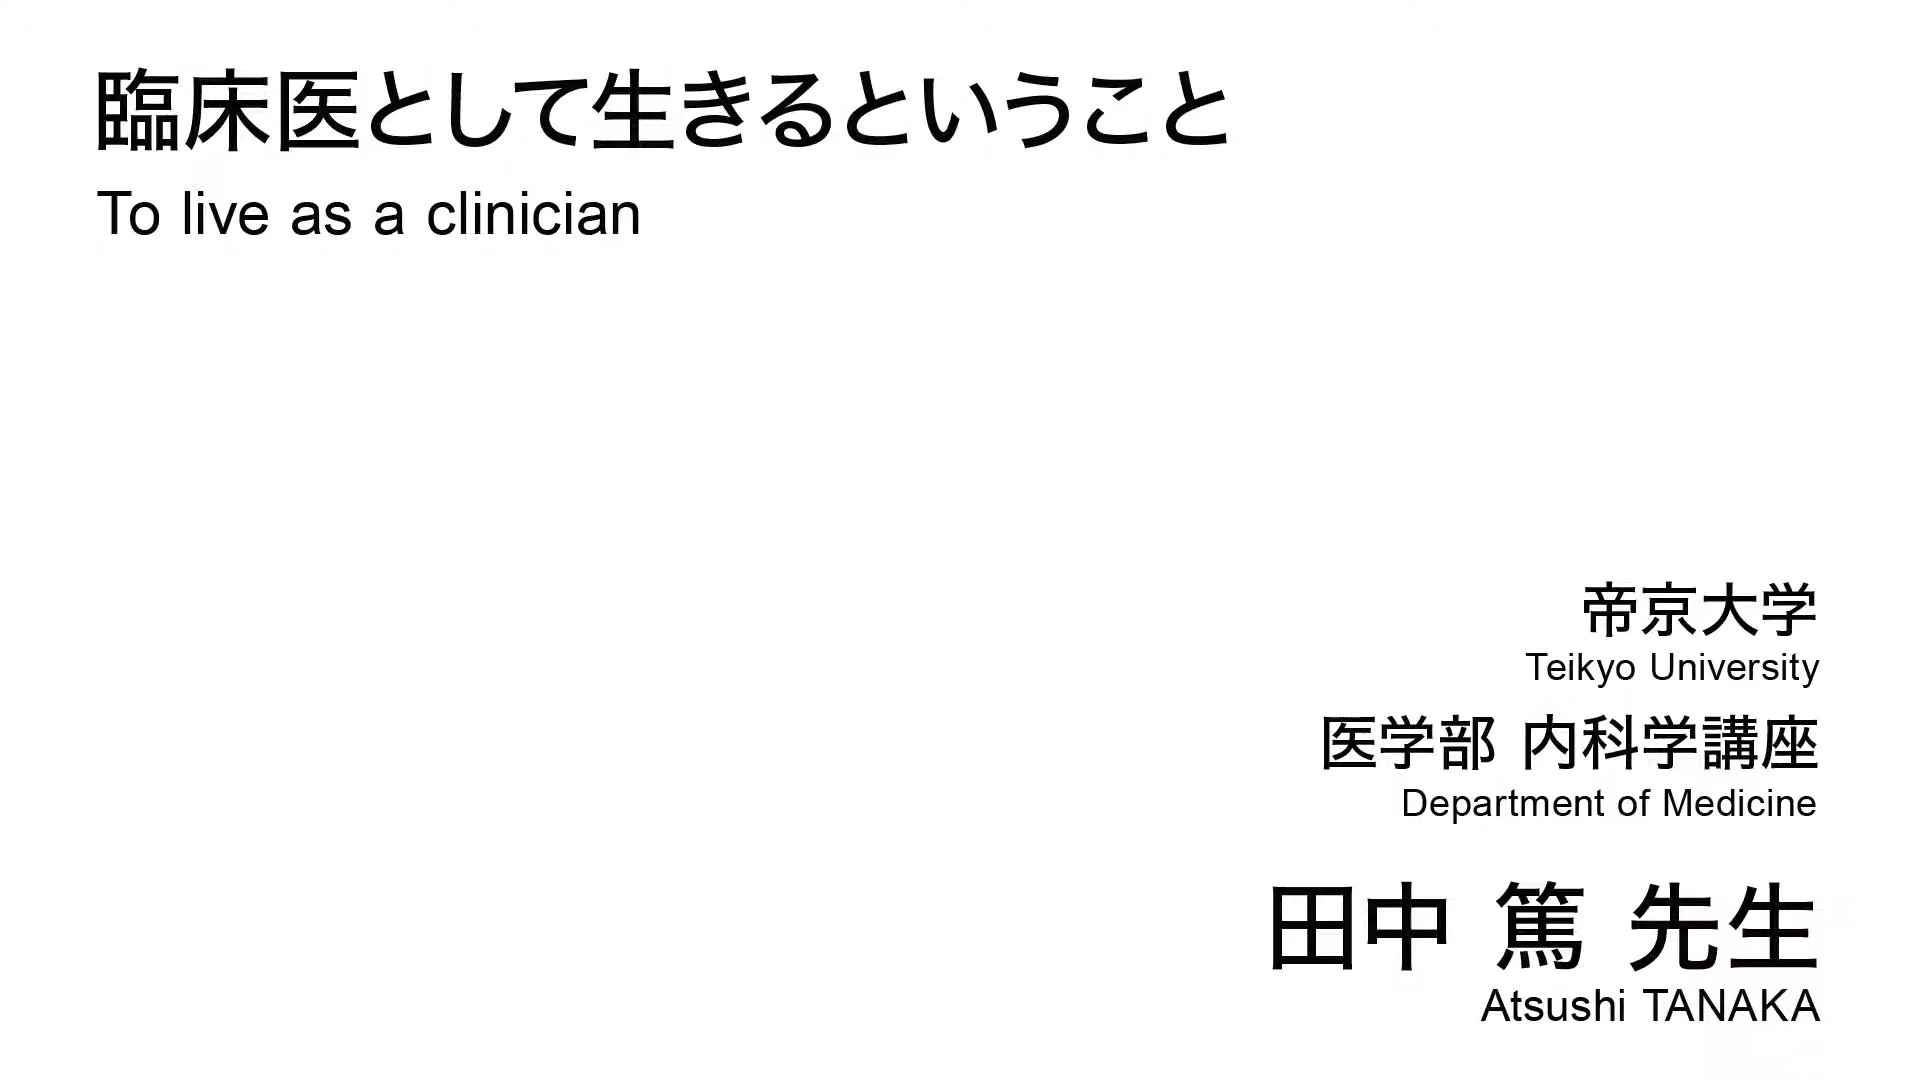 臨床医として生きるということ
To live as a clinician
帝京大学
Teikyo University
医学部 内科学講座
Department of Medicine
田中 篤 先生
Atsushi TANAKA